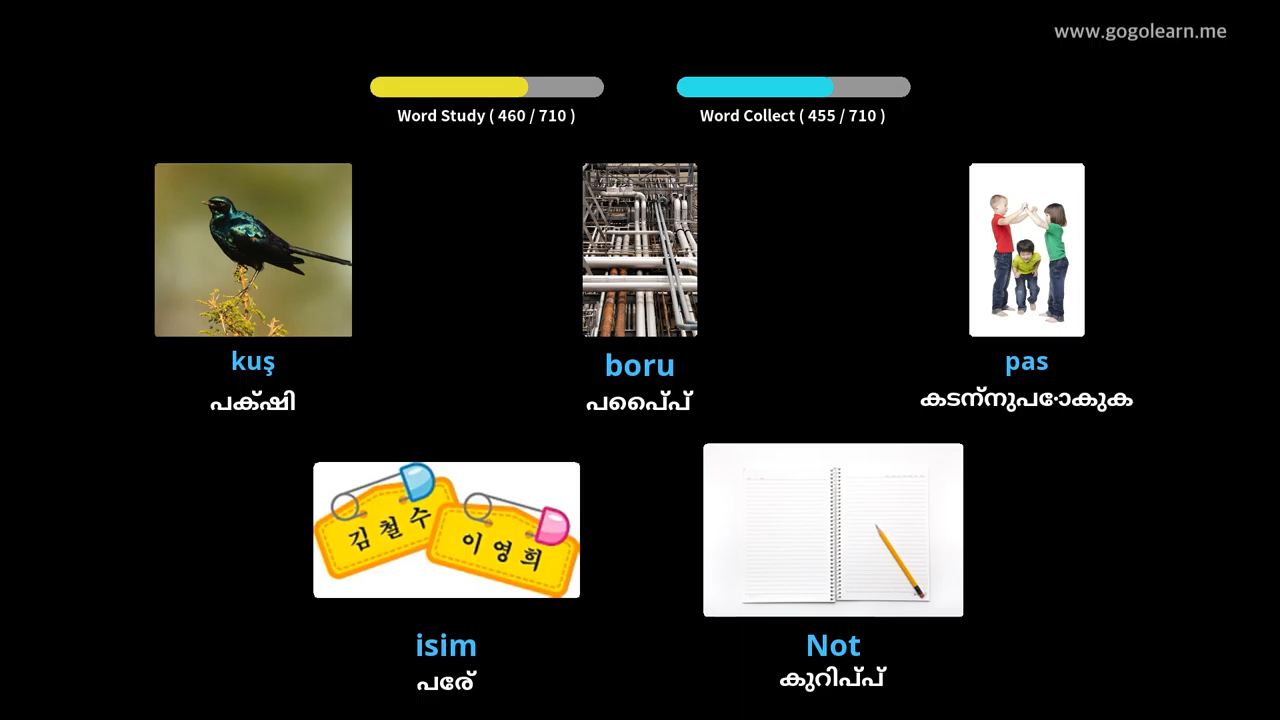 www.gogolearn.me
Word Study ( 460 / 710 )
Word Collect ( 455 / 710 )
kuş
boru
pas
പക്ഷി
പൈപ്പ്
കടന്നുപോകുക
김철수
이영희
isim
Not
പേര്
കുറിപ്പ്